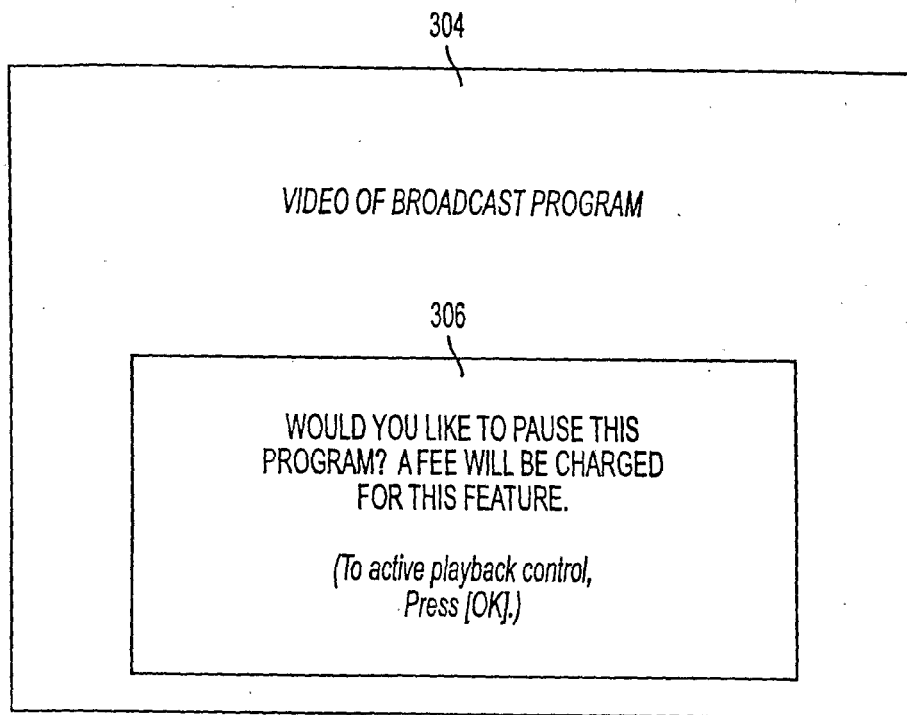 304
VIDEO OF BROADCAST PROGRAM
306
WOULD YOU LIKE TO PAUSE THIS
PROGRAM? A FEE WILL BE CHARGED
FOR THIS FEATURE.
(To active playback control,
Press [OK].)